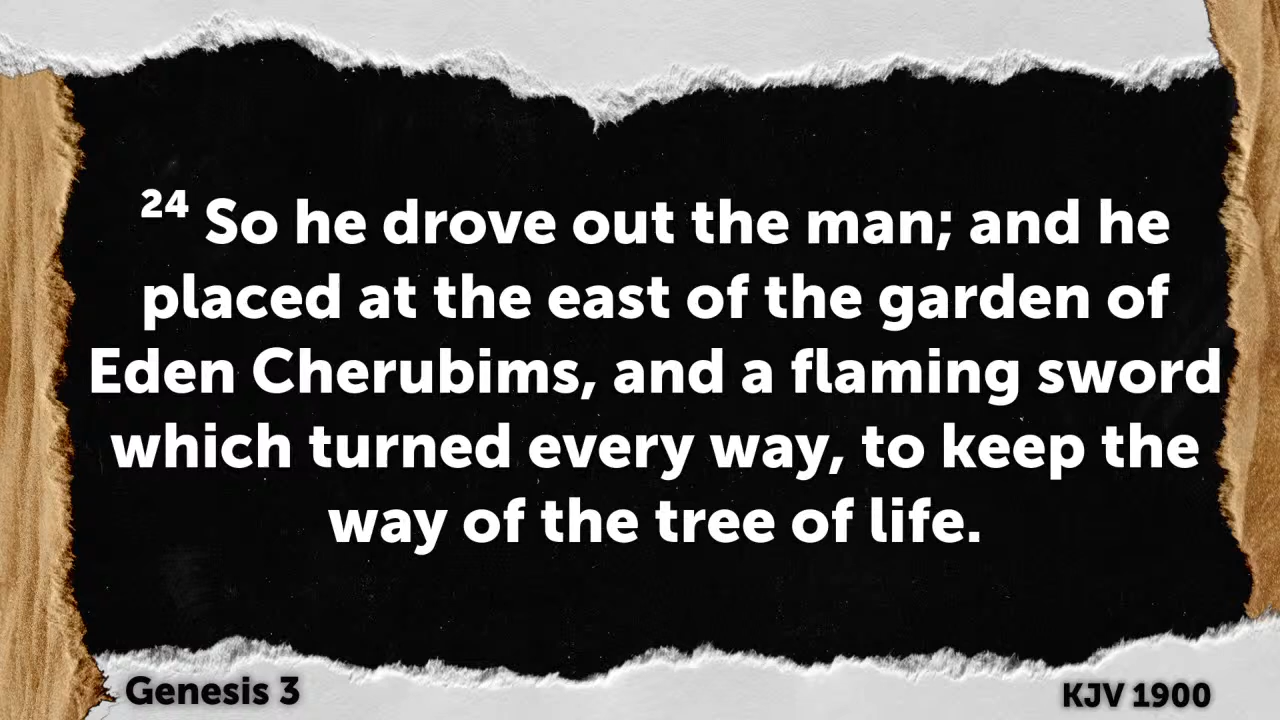 24 So he drove out the man; and he
placed at the east of the garden of
Eden Cherubims, and a flaming sword
which turned every way, to keep the
way of the tree of life.
Genesis 3
KJV 1900